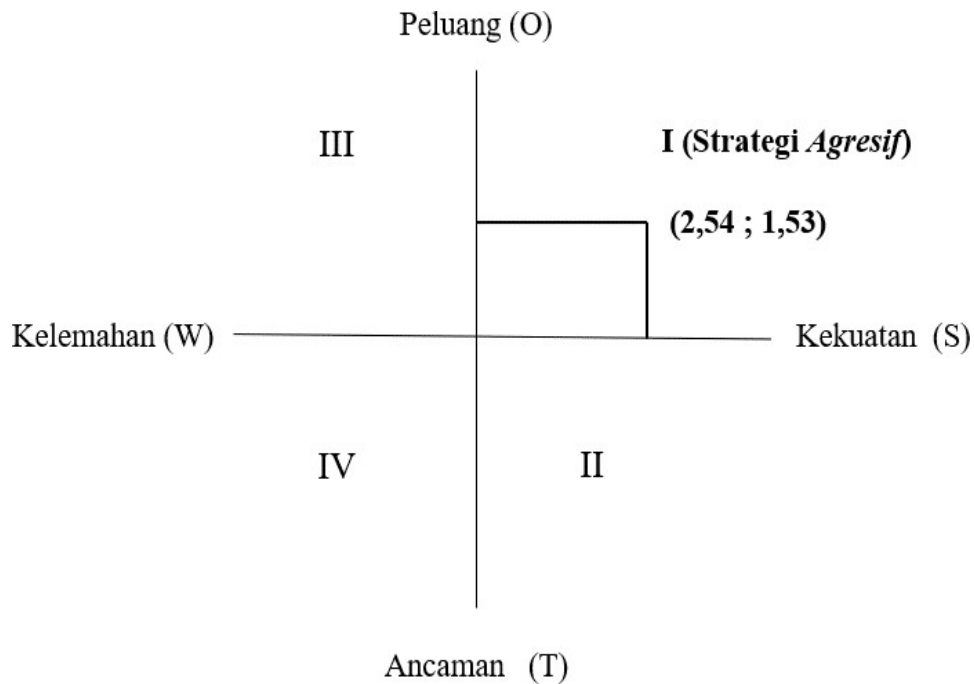 Peluang (O)
III
I (Strategi Agresif)
(2,54 ; 1,53)
Kelemahan (W)
Kekuatan (S)
IV
II
Ancaman (T)